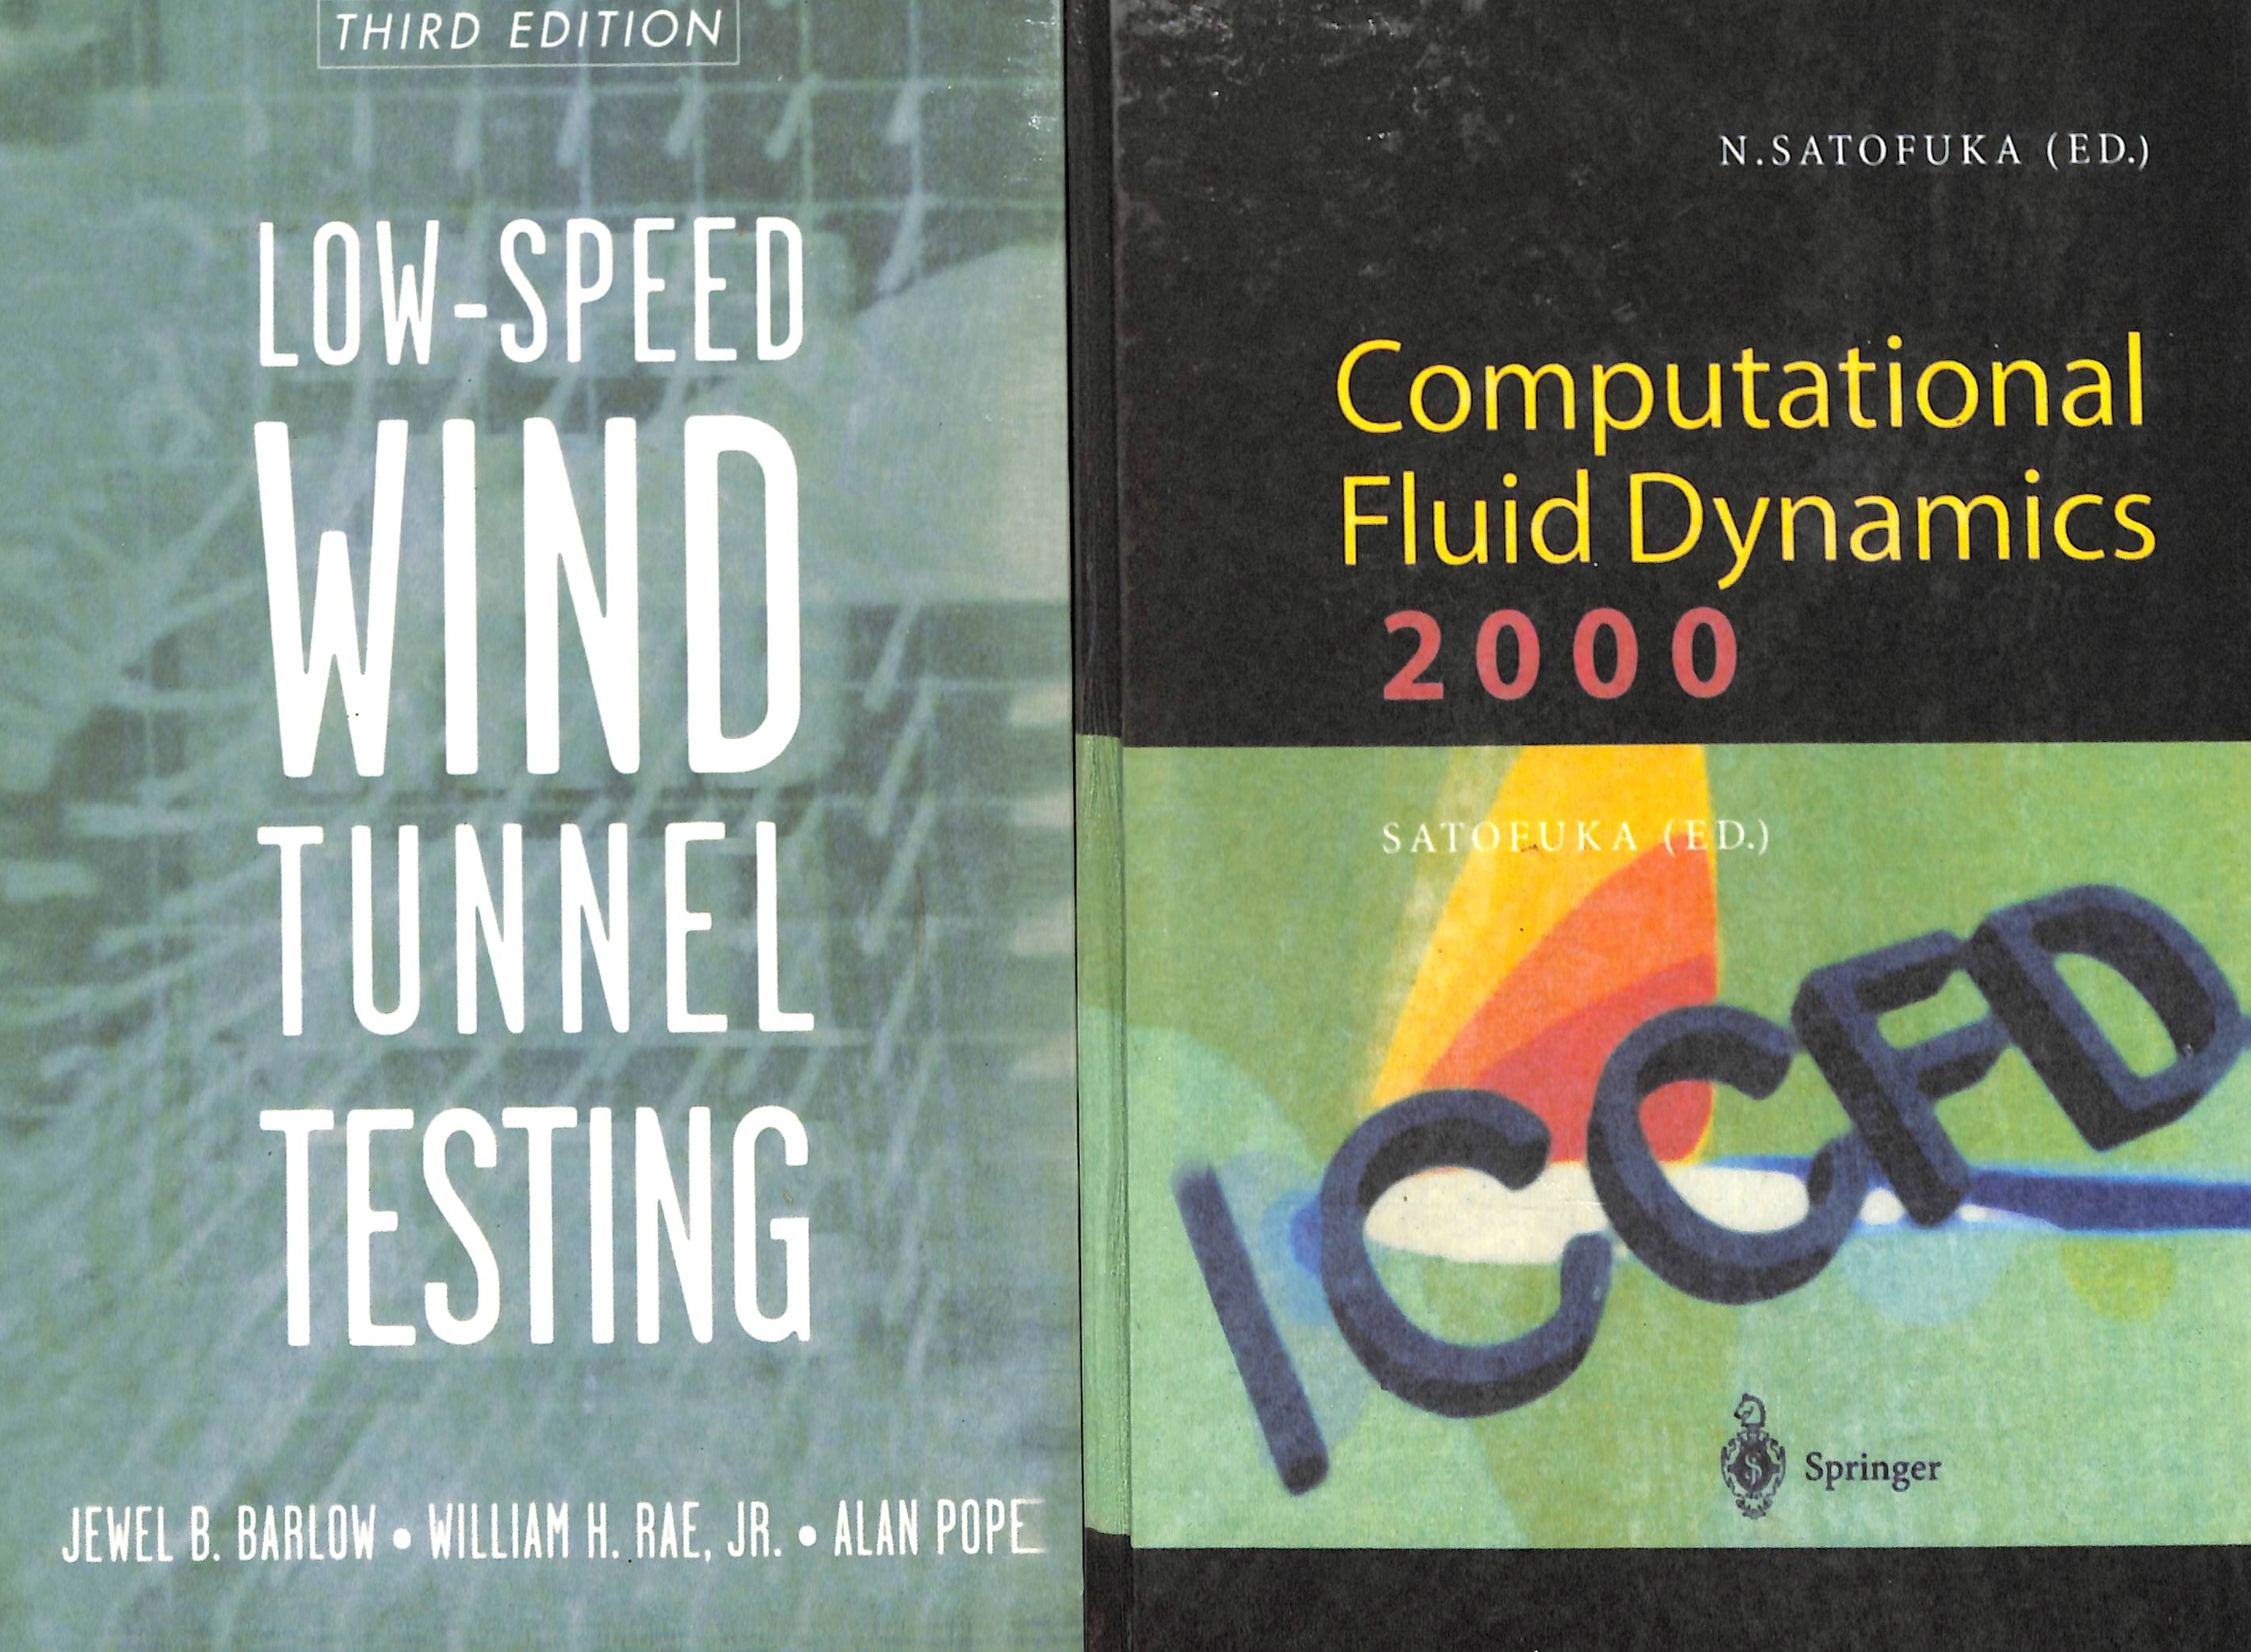 THIRD EDITION
LOW-SPEED
WIND
TUNNEL
TESTING
JEWEL B. BARLOW • WILLIAM H. RAE, JR. • ALAN POPE
N.SATOFUKA (ED.)
Computational
Fluid Dynamics
2000
SATOFUKA (ED.)
ICCFD
Springer